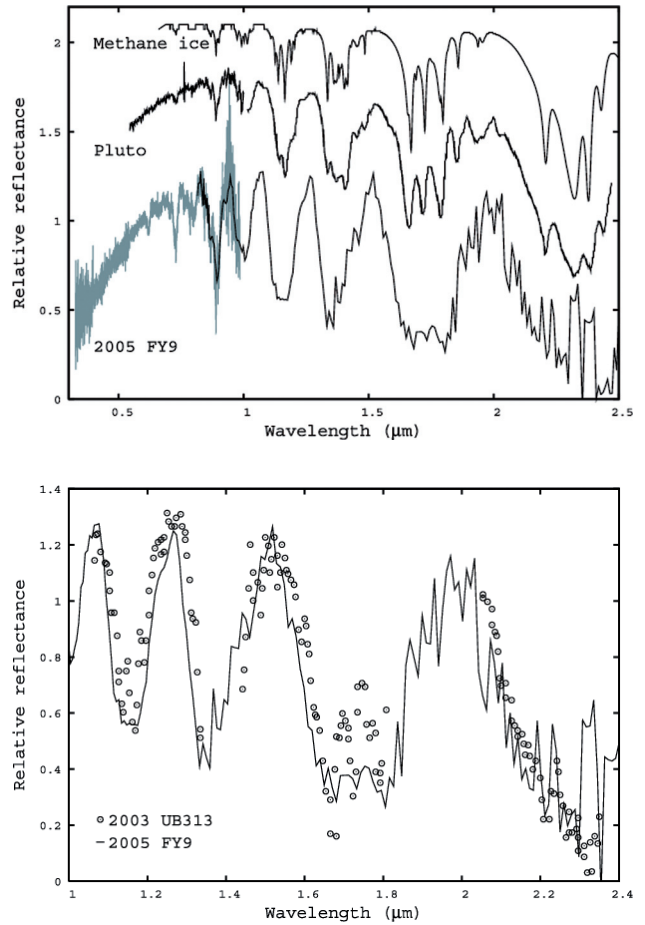 2
1.5
1
0.5
0
Relative reflectance
Methane ice
Pluto
2005 FY9
0.5
1
1.5
2
2.5
Wavelength (μm)
1.4
1.2
1
0.8
0.6
0.4
0.2
0
Relative reflectance
2003 UB313
2005 FY9
1
1.2
1.4
1.6
1.8
2
2.2
2.4
Wavelength (μm)